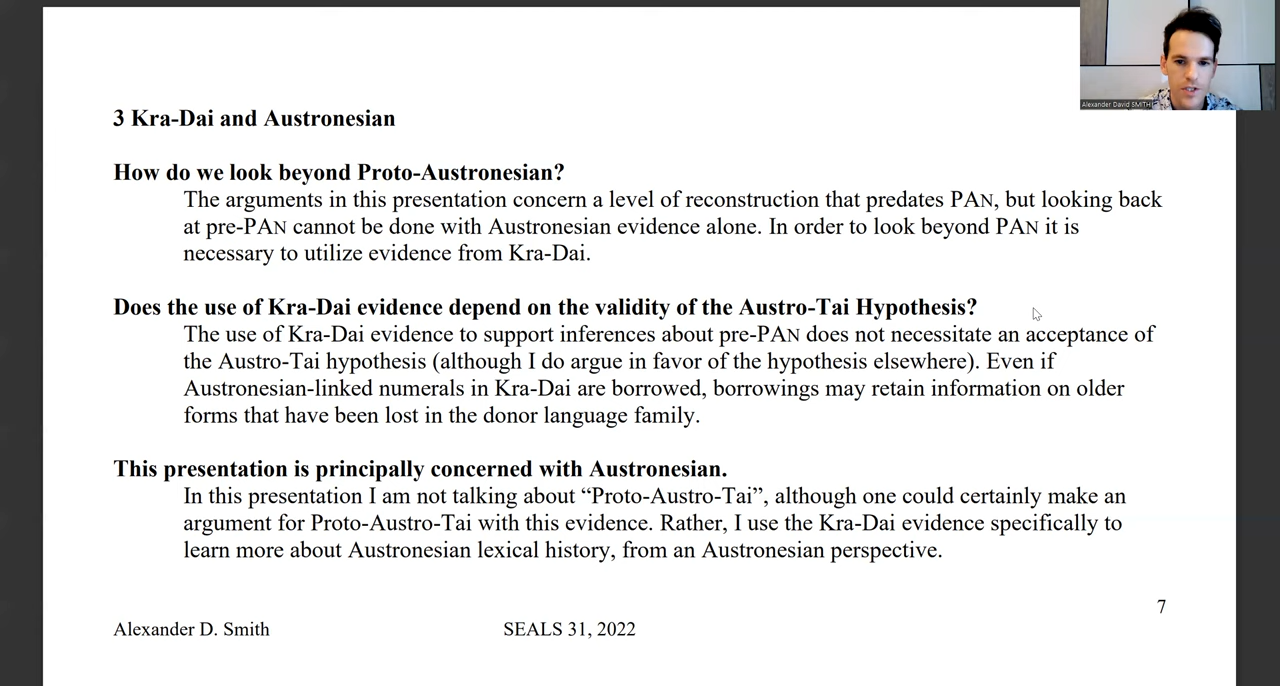 Alexander David SMITH
3 Kra-Dai and Austronesian
How do we look beyond Proto-Austronesian?
The arguments in this presentation concern a level of reconstruction that predates PAN, but looking back
at pre-PAN cannot be done with Austronesian evidence alone. In order to look beyond PAN it is
necessary to utilize evidence from Kra-Dai.
Does the use of Kra-Dai evidence depend on the validity of the Austro-Tai Hypothesis?
The use of Kra-Dai evidence to support inferences about pre-PAN does not necessitate an acceptance of
the Austro-Tai hypothesis (although I do argue in favor of the hypothesis elsewhere). Even if
Austronesian-linked numerals in Kra-Dai are borrowed, borrowings may retain information on older
forms that have been lost in the donor language family.
This presentation is principally concerned with Austronesian.
In this presentation I am not talking about “Proto-Austro-Tai”, although one could certainly make an
argument for Proto-Austro-Tai with this evidence. Rather, I use the Kra-Dai evidence specifically to
learn more about Austronesian lexical history, from an Austronesian perspective.
7
Alexander D. Smith SEALS 31, 2022